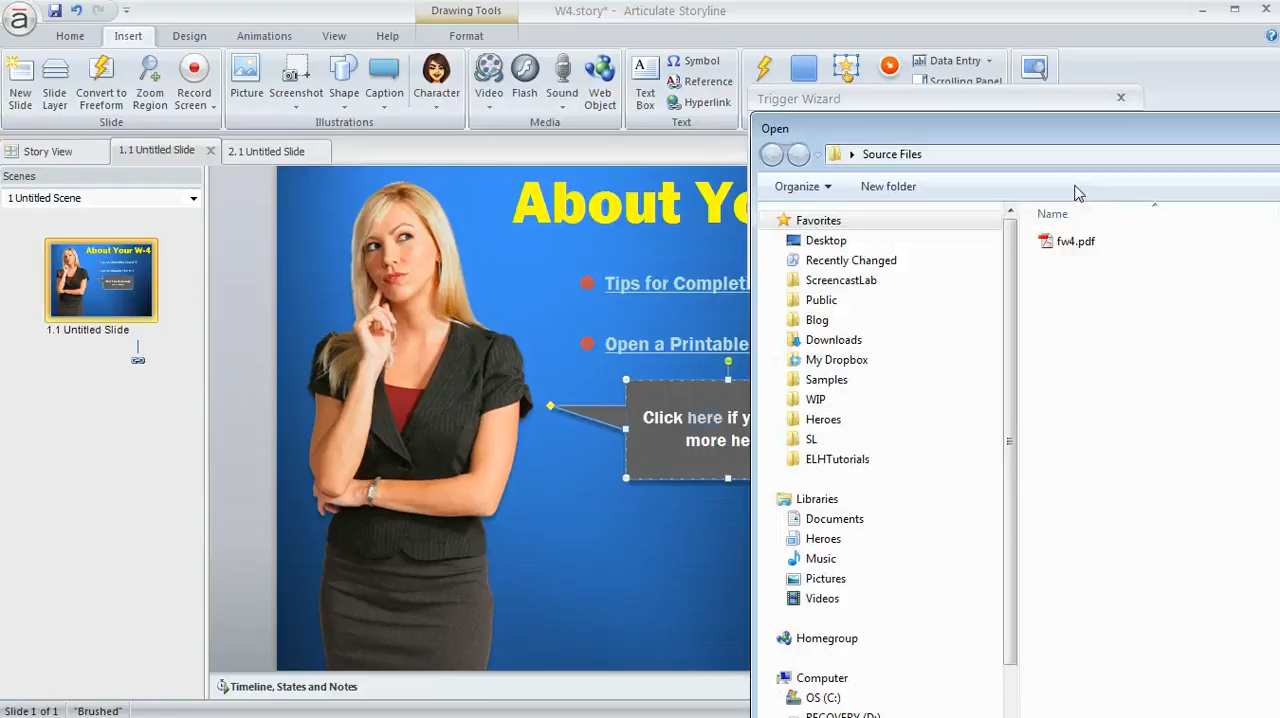 Drawing Tools
W4.story* - Articulate Storyline
Home Insert Design Animations View Help Format
New Slide
Slide Layer
Convert to Freeform
Zoom Region
Record Screen
Slide
Picture
Screenshot
Shape
Caption
Character
Illustrations
Video
Flash
Sound
Web Object
Media
Text Box
Symbol
Reference
Hyperlink
Text
Data Entry
Scrolling Panel
Trigger Wizard
Story View
1.1 Untitled Slide
2.1 Untitled Slide
Scenes
1 Untitled Scene
About Your W-4
1.1 Untitled Slide
About Yo
Tips for Completi
Open a Printable
Click here if y
more he
Timeline, States and Notes
Slide 1 of 1 "Brushed"
Open
Source Files
Organize New folder
Favorites
Desktop
Recently Changed
ScreencastLab
Public
Blog
Downloads
My Dropbox
Samples
WIP
Heroes
SL
ELHTutorials
Libraries
Documents
Heroes
Music
Pictures
Videos
Homegroup
Computer
OS (C:)
RECOVERY (D:)
Name
fw4.pdf